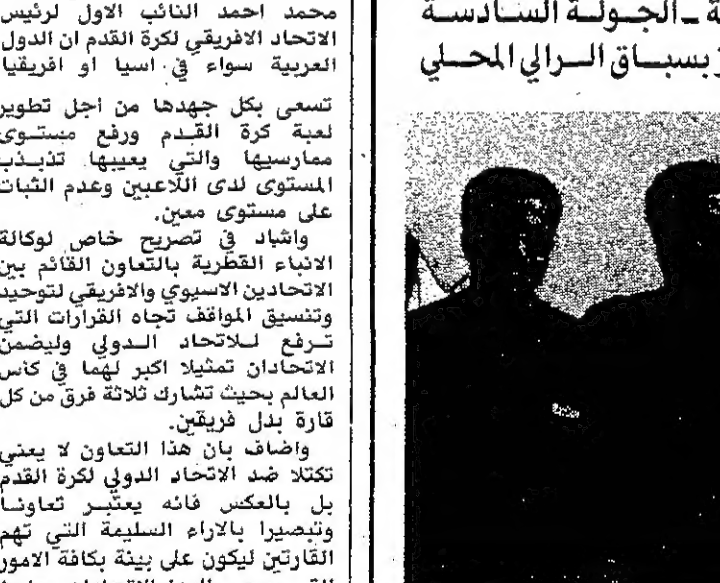 محمد احمد النائب الاول لرئيس
الاتحاد الافريقي لكرة القدم ان الدول
العربية سواء في اسيا او افريقيا
تسعى بكل جهدها من اجل تطوير
لعبة كرة القدم ورفع مستوى
ممارسيها والتي يعيبها تذبذب
المستوى لدى اللاعبين وعدم الثبات
على مستوى معين.
واشاد في تصريح خاص لوكالة
الانباء القطرية بالتعاون القائم بين
الاتحادين الاسيوي والافريقي لتوحيد
وتنسيق المواقف تجاه القرارات التي
ترفع للاتحاد الدولي وليضمن
الاتحادان تمثيلا اكبر لهما في كأس
العالم بحيث تشارك ثلاثة فرق من كل
قارة بدل فريقين.
واضاف بان هذا التعاون لا يعني
تكتلا ضد الاتحاد الدولي لكرة القدم
بل بالعكس فانه يعتبر تعاونا
وتبصيرا بالاراء السليمة التي تهم
القارتين ليكون على بينة بكافة الامور
ـ الجولة السادسة
بسباق الرالي المحلي